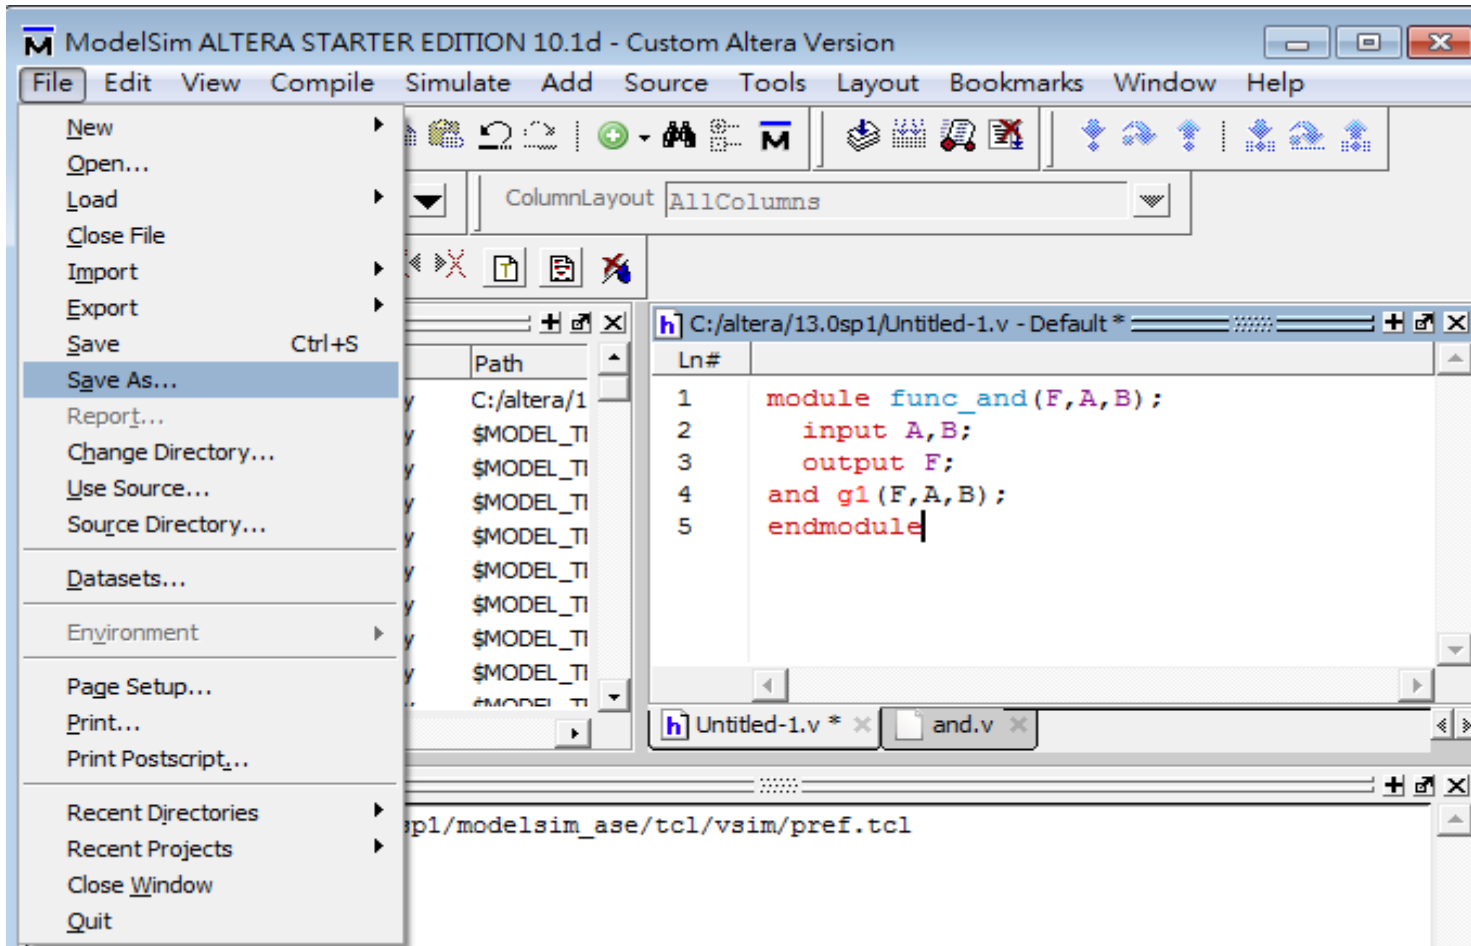 ModelSim ALTERA STARTER EDITION 10.1d - Custom Altera Version
File Edit View Compile Simulate Add Source Tools Layout Bookmarks Window Help
New
Open...
Load
Close File
Import
Export
Save Ctrl+S
Save As...
Report...
Change Directory...
Use Source...
Source Directory...
Datasets...
Environment
Page Setup...
Print...
Print Postscript...
Recent Directories
Recent Projects
Close Window
Quit
ColumnLayout AllColumns
Path
C:/altera/1
$MODEL_TI
$MODEL_TI
$MODEL_TI
$MODEL_TI
$MODEL_TI
$MODEL_TI
$MODEL_TI
$MODEL_TI
C:/altera/13.0sp1/Untitled-1.v - Default *
Ln#
1 module func_and(F,A,B);
2 input A,B;
3 output F;
4 and g1(F,A,B);
5 endmodule
Untitled-1.v * and.v
sp1/modelsim_ase/tcl/vsim/pref.tcl